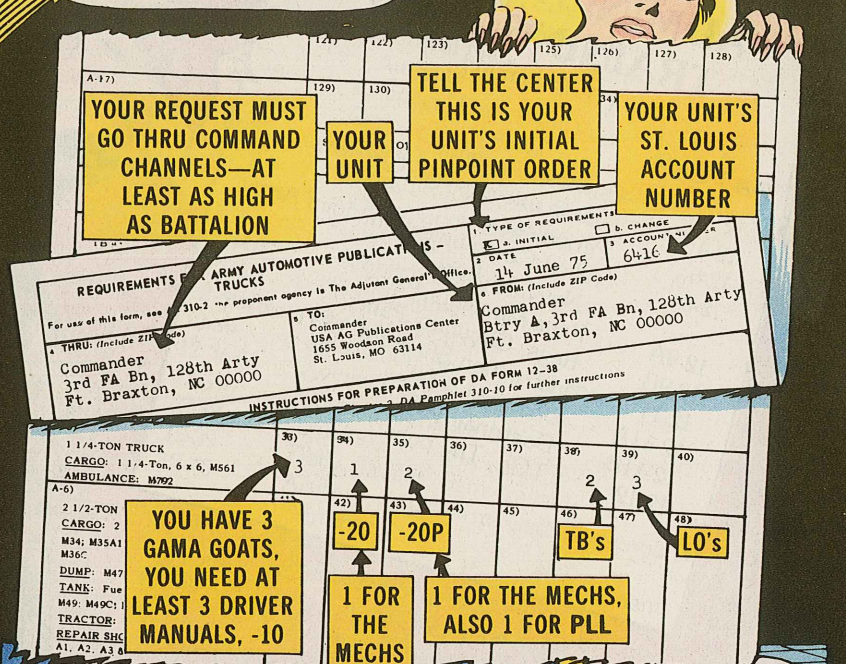 121) 122) 123) 125) 126) 127) 128)
A-17)
129) 130)
YOUR REQUEST MUST
GO THRU COMMAND
CHANNELS—AT
LEAST AS HIGH
AS BATTALION
YOUR
UNIT
TELL THE CENTER
THIS IS YOUR
UNIT'S INITIAL
PINPOINT ORDER
YOUR UNIT'S
ST. LOUIS
ACCOUNT
NUMBER
REQUIREMENTS ARMY AUTOMOTIVE PUBLICATIONS -
TRUCKS
For use of this form, see 310-2 the proponent agency is The Adjutant General's Office.
1 TYPE OF REQUIREMENTS
a. INITIAL b. CHANGE
2 DATE
14 June 75
3
6416
4 THRU: (Include ZIP Code)
Commander
3rd FA Bn, 128th Arty
Ft. Braxton, NC 00000
5 TO:
Commander
USA AG Publications Center
1655 Woodson Road
St. Louis, MO 63114
6 FROM: (Include ZIP Code)
Commander
Btry A, 3rd FA Bn, 128th Arty
Ft. Braxton, NC 00000
INSTRUCTIONS FOR PREPARATION OF DA FORM 12-38
DA Pamphlet 310-10 for further instructions
1 1/4-TON TRUCK
CARGO: 1 1/4-Ton, 6 x 6, M561
AMBULANCE: M792
33) 34) 35) 36) 37) 38) 39) 40)
3 1 2 2 3
A-6)
42) 43) 44) 45) 46) 47) 48)
2 1/2-TON
CARGO: 2
M34; M35A1
DUMP: M47
TANK: Fue
M49: M49C;
TRACTOR:
REPAIR SHO
A1, A2, A3 &
YOU HAVE 3
GAMA GOATS,
YOU NEED AT
LEAST 3 DRIVER
MANUALS, -10
-20
-20P
TB's
LO's
1 FOR
THE
MECHS
1 FOR THE MECHS,
ALSO 1 FOR PLL